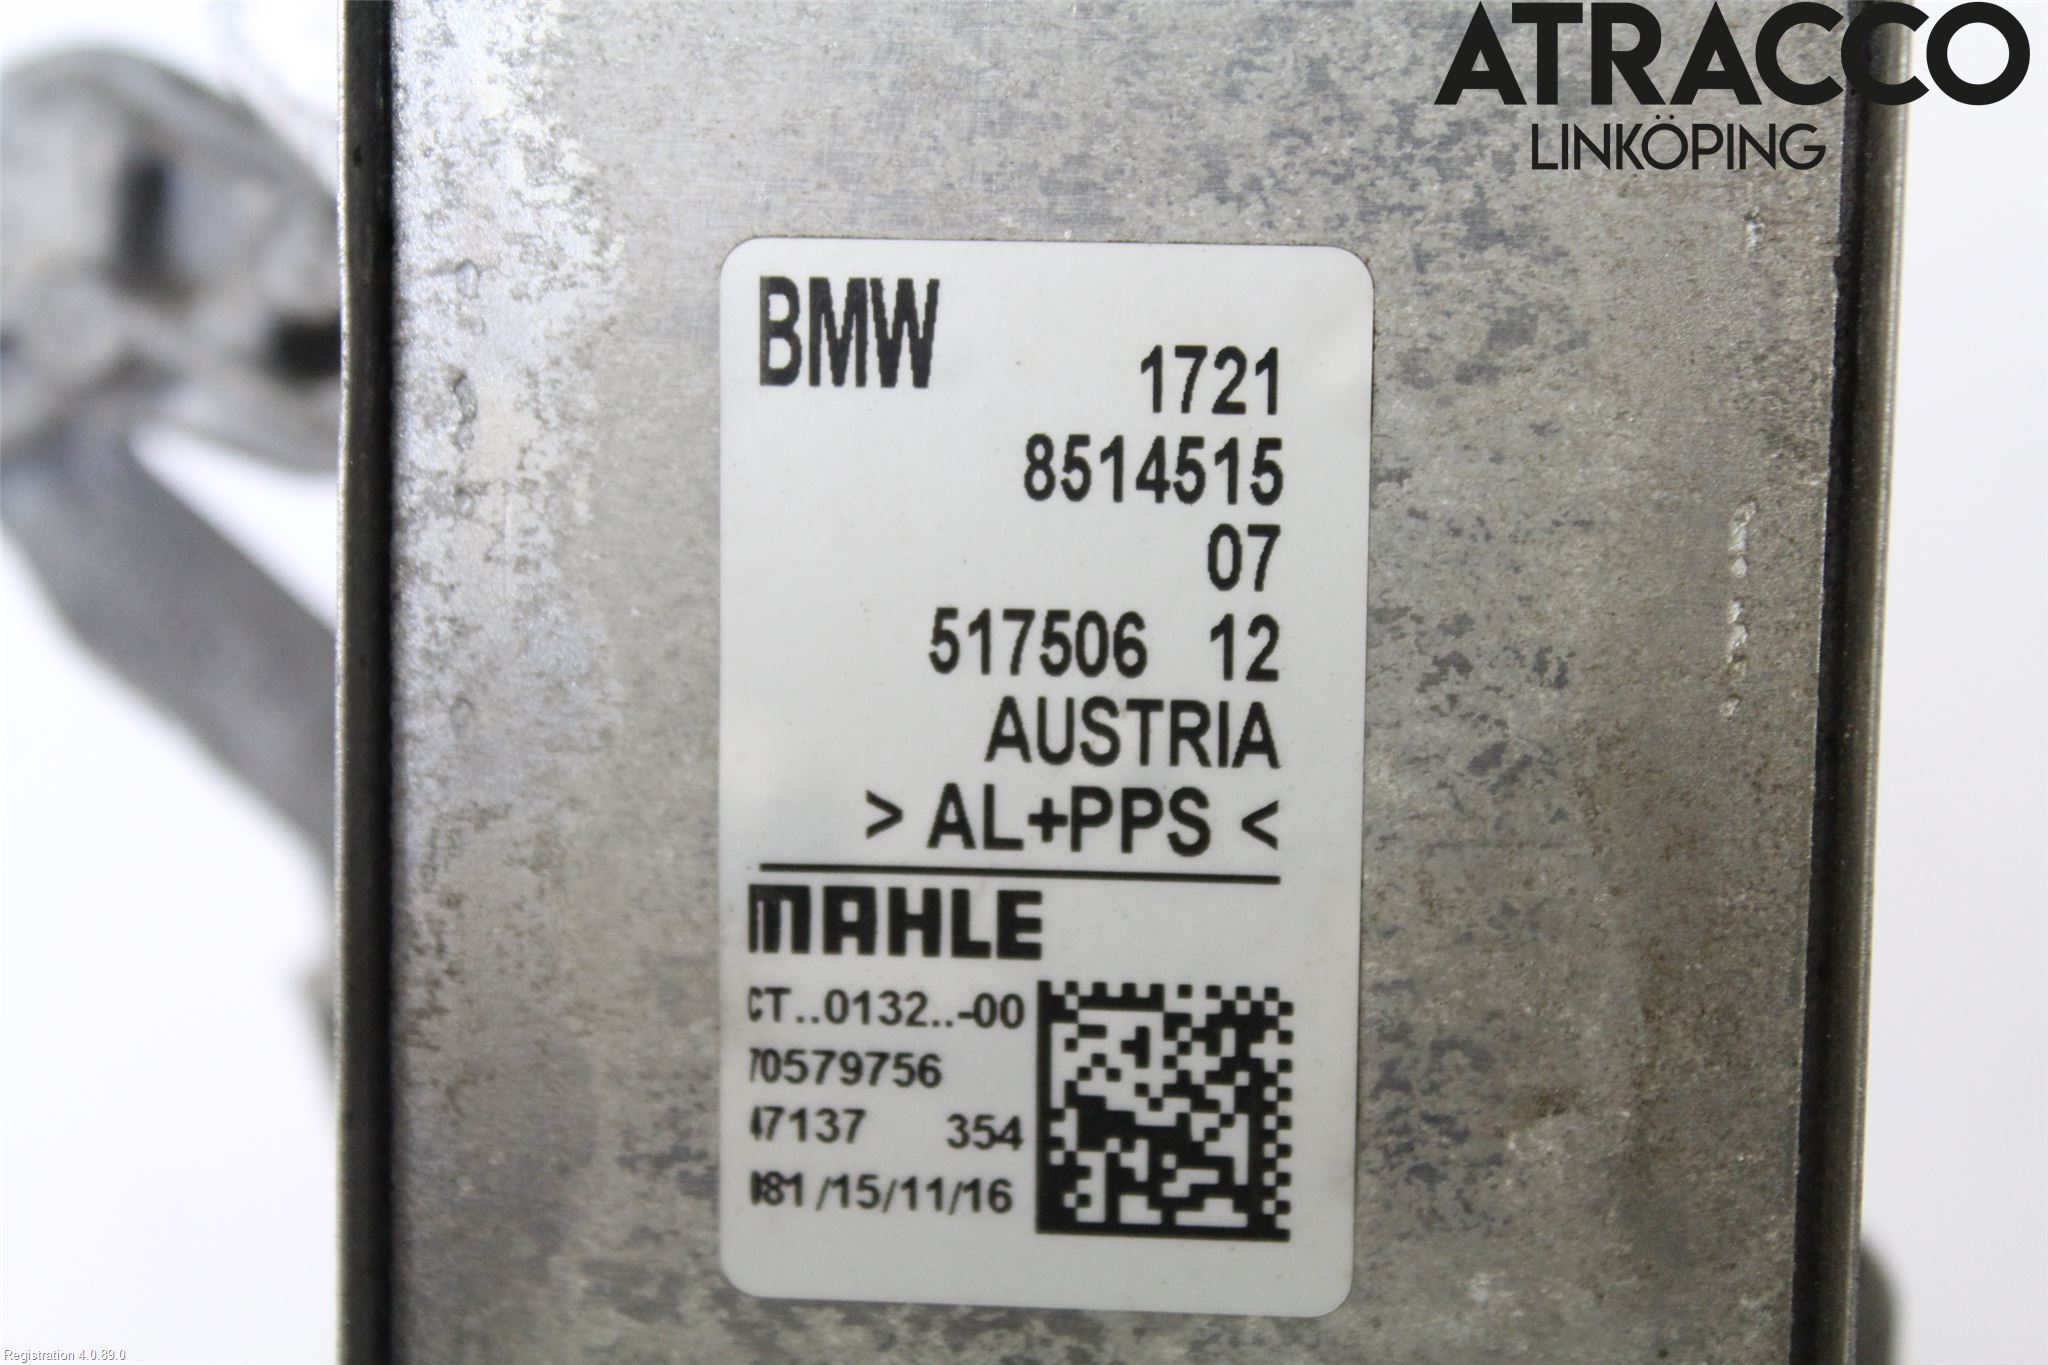 ATRACCO
LINKÖPING
BMW
1721
8514515
07
517506 12
AUSTRIA
> AL+PPS <
MAHLE
CT..0132..-00
70579756
47137 354
081/15/11/16
Registration 4.0.89.0